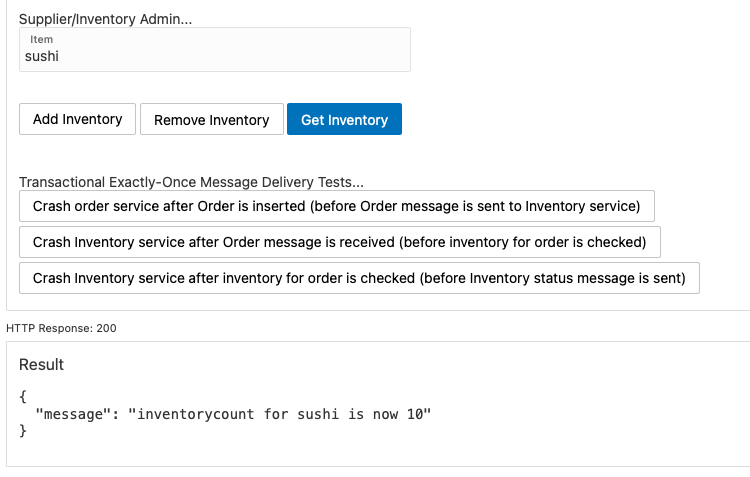 Supplier/Inventory Admin...
Item
sushi
Add Inventory Remove Inventory Get Inventory
Transactional Exactly-Once Message Delivery Tests...
Crash order service after Order is inserted (before Order message is sent to Inventory service)
Crash Inventory service after Order message is received (before inventory for order is checked)
Crash Inventory service after inventory for order is checked (before Inventory status message is sent)
HTTP Response: 200
Result
{
  "message": "inventorycount for sushi is now 10"
}